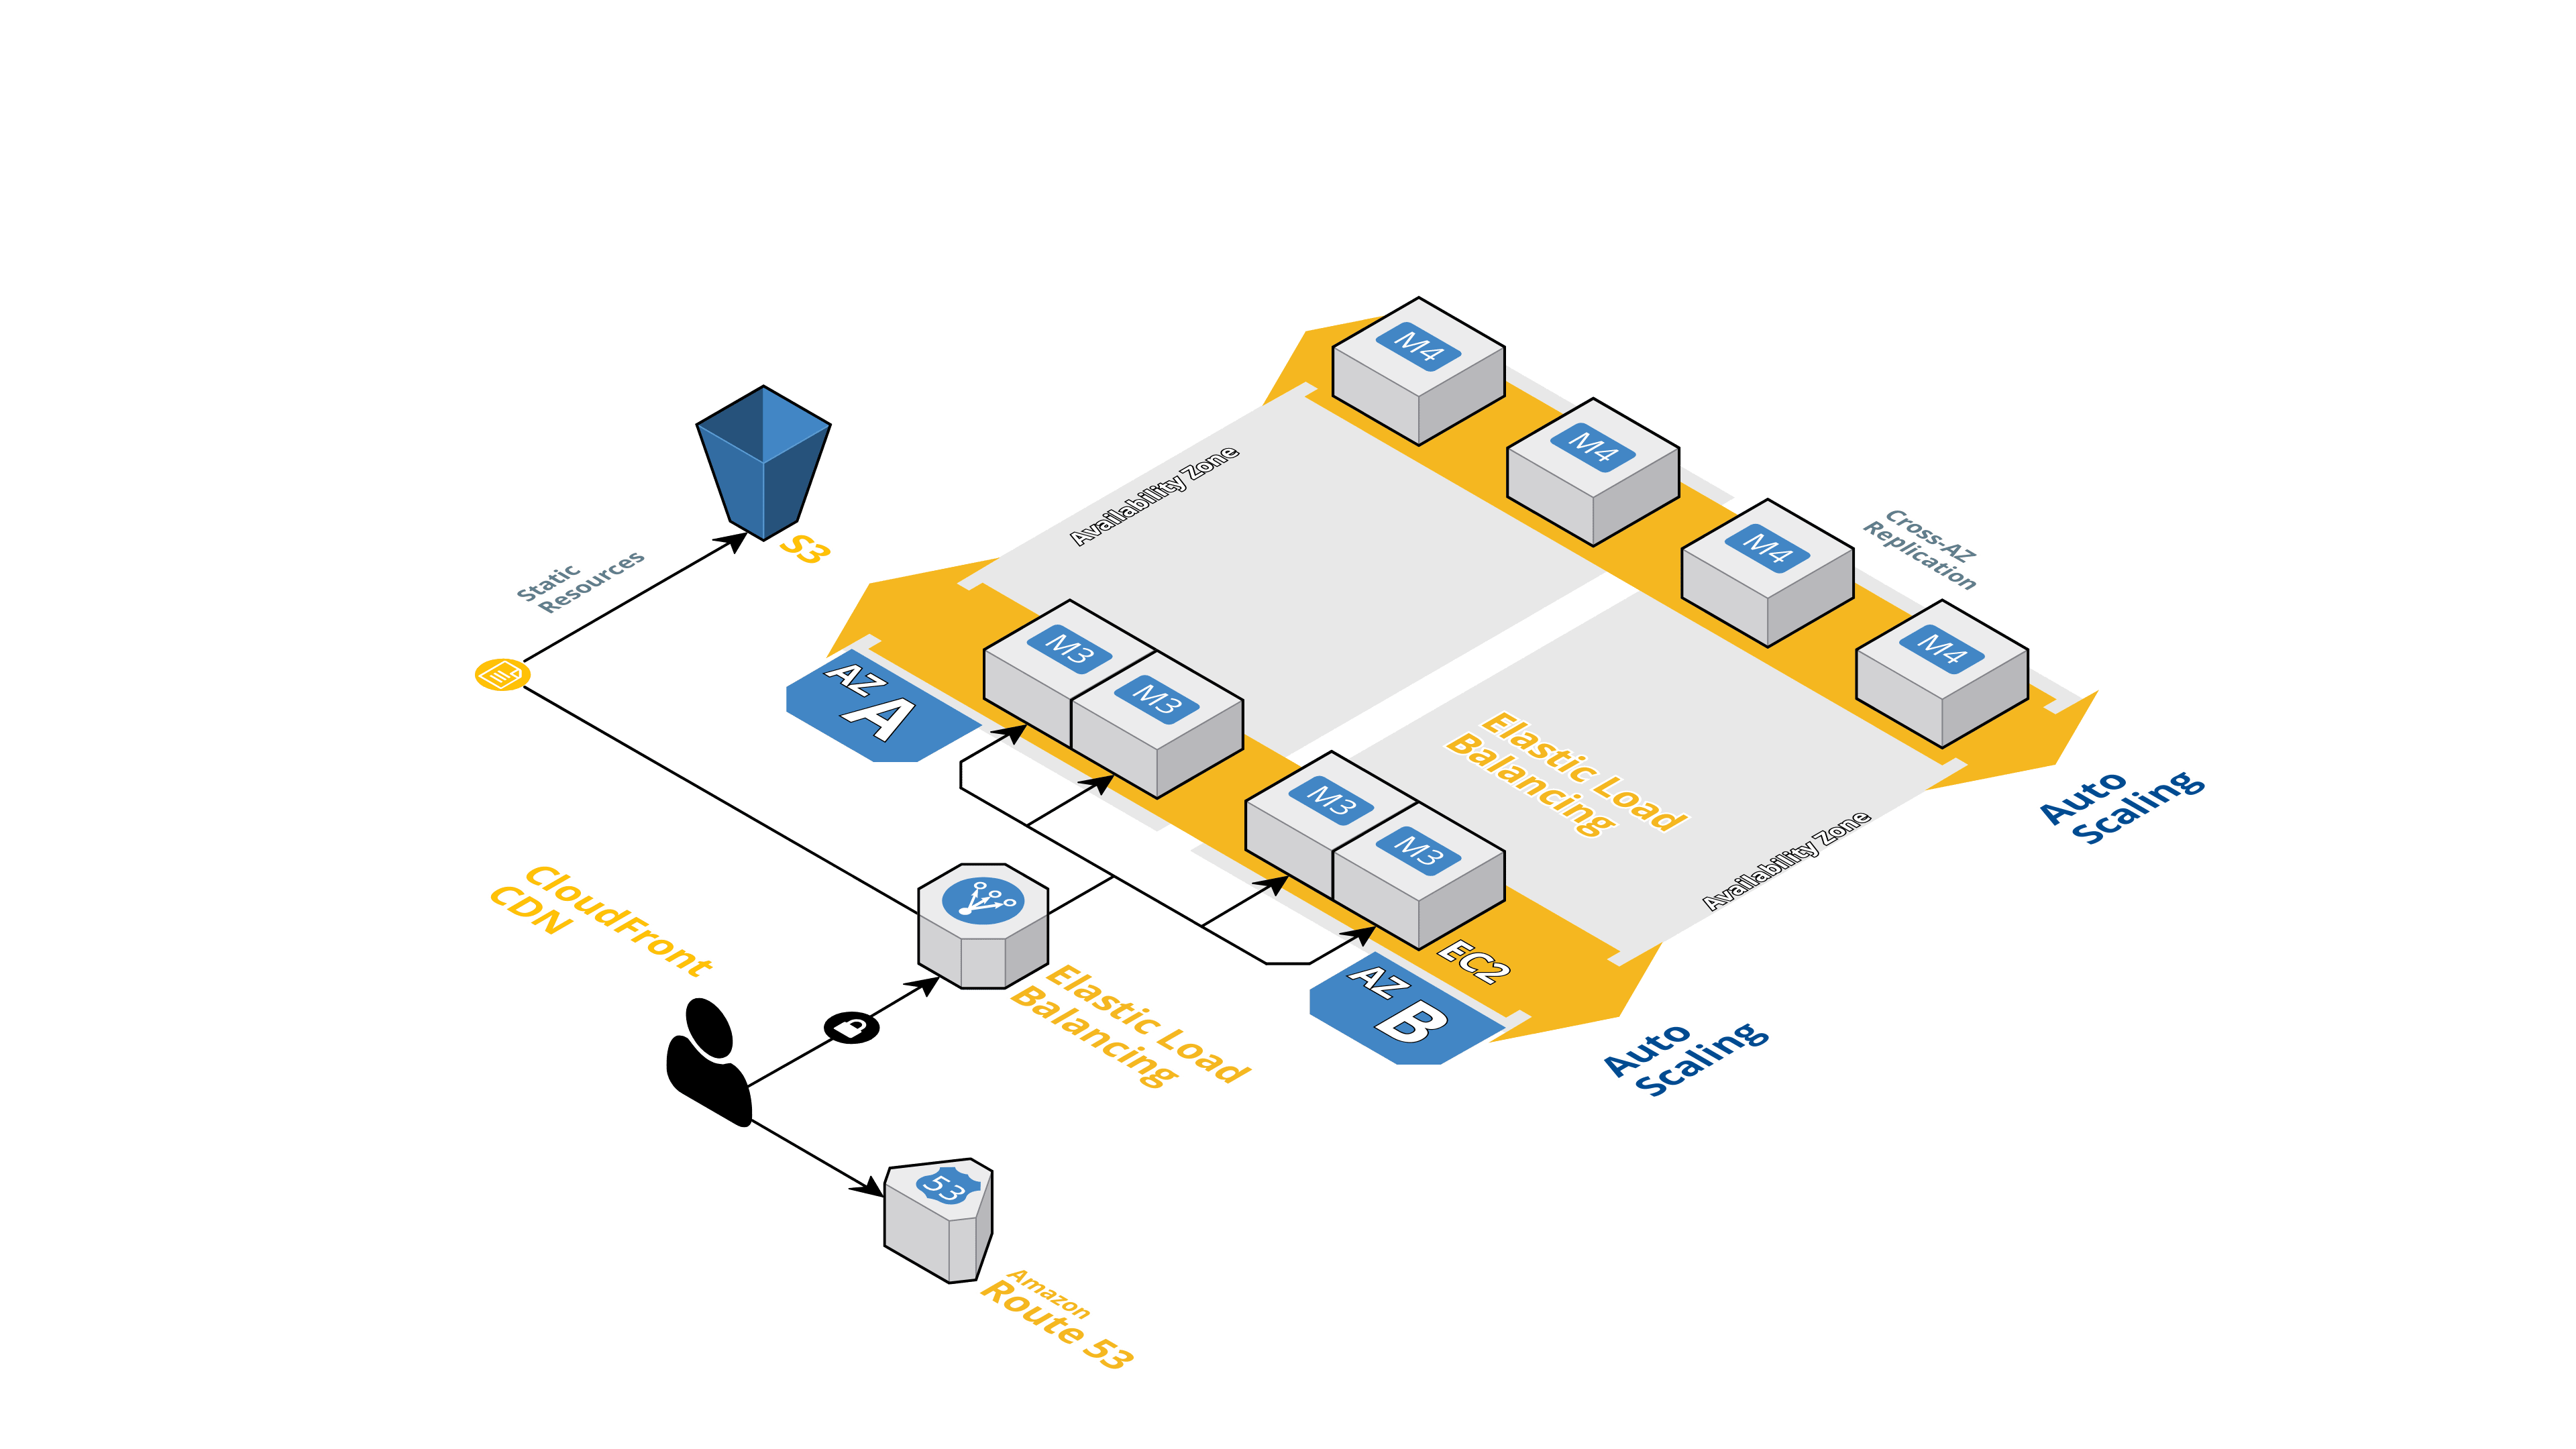 M4
M4
M4
M4
Cross-AZ
Replication
Availability Zone
S3
Static
Resources
M3
M3
AZ
A
Elastic Load
Balancing
M3
M3
Auto
Scaling
Availability Zone
EC2
AZ
B
Auto
Scaling
CloudFront
CDN
Elastic Load
Balancing
53
Amazon
Route 53